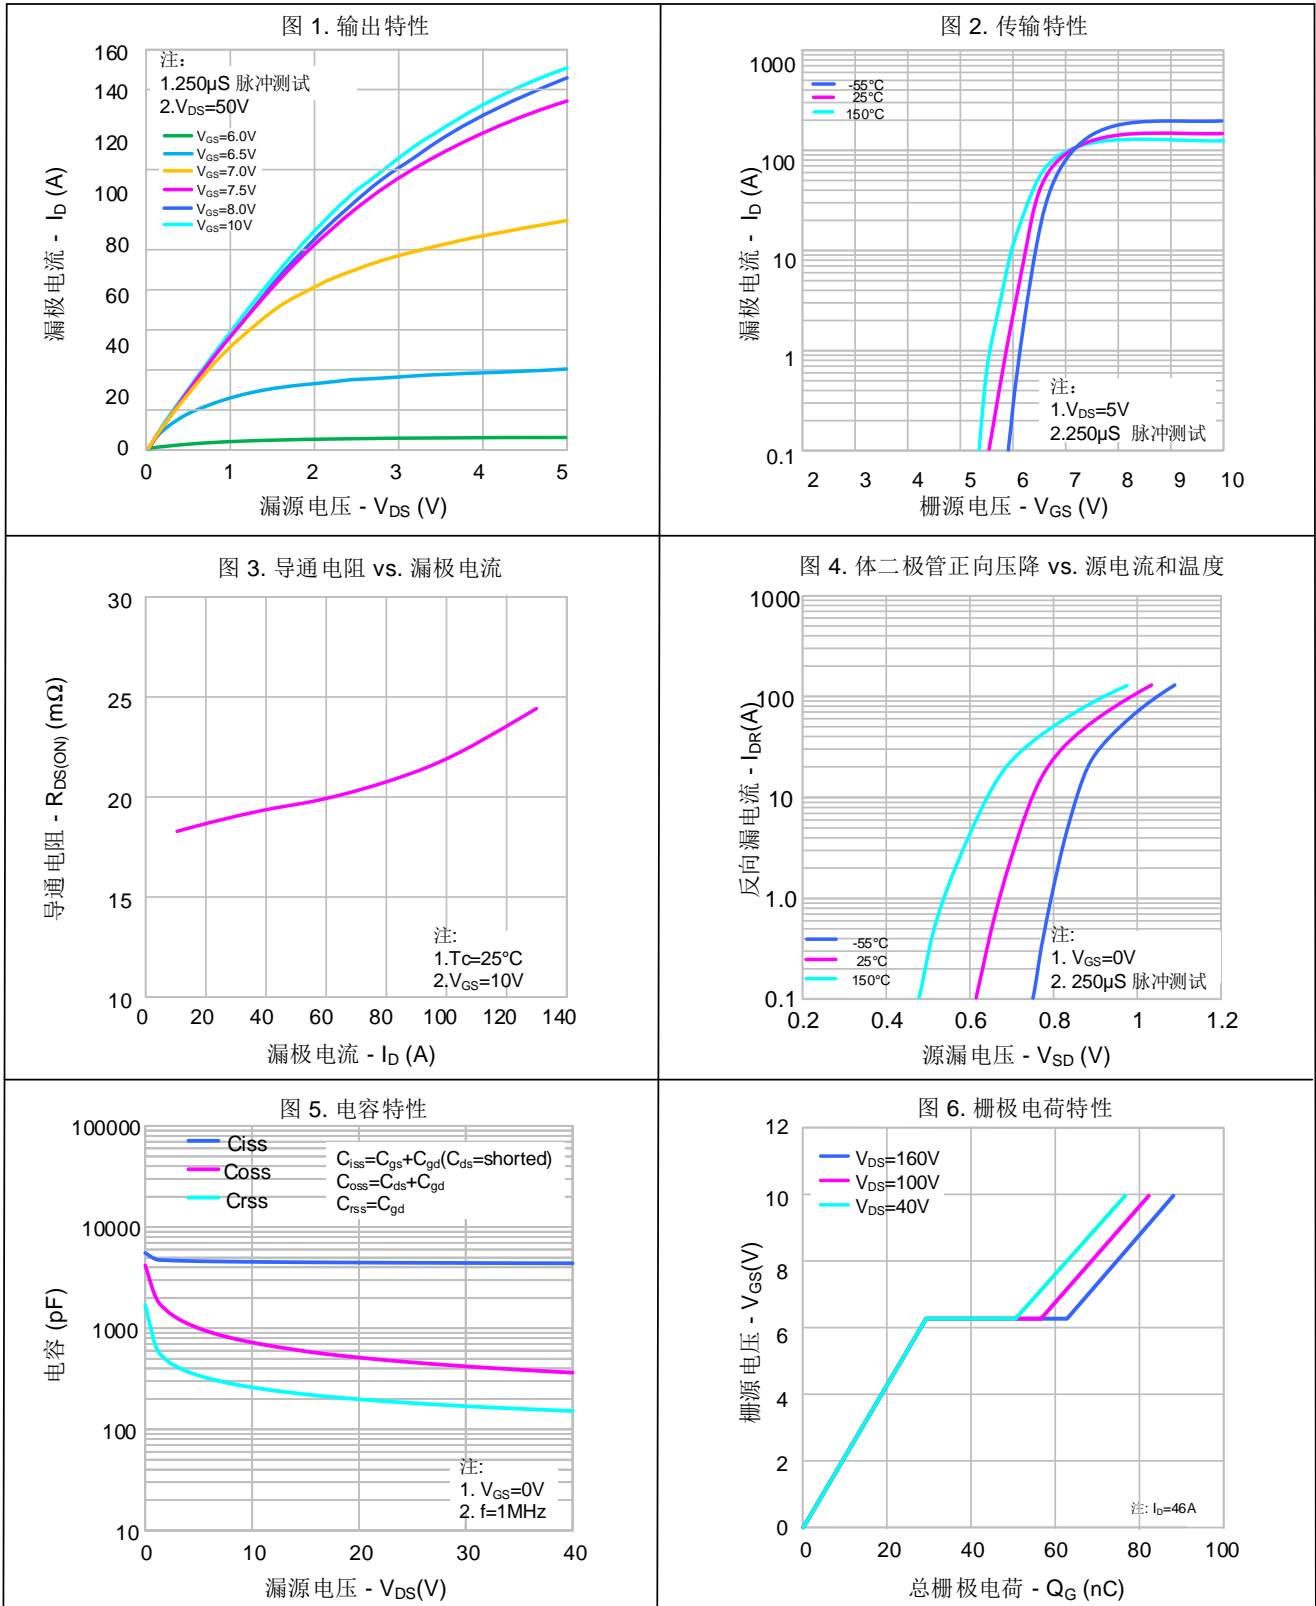 图 1. 输出特性
漏极电流 - ID (A)
160
140
120
100
80
60
40
20
0
注:
1.250μS 脉冲测试
2.VDS=50V
VGS=6.0V
VGS=6.5V
VGS=7.0V
VGS=7.5V
VGS=8.0V
VGS=10V
0 1 2 3 4 5
漏源电压 - VDS (V)
图 2. 传输特性
漏极电流 - ID (A)
1000
100
10
1
0.1
-55°C
25°C
150°C
注:
1.VDS=5V
2.250μS 脉冲测试
2 3 4 5 6 7 8 9 10
栅源电压 - VGS (V)
图 3. 导通电阻 vs. 漏极电流
导通电阻 - RDS(ON) (mΩ)
30
25
20
15
10
注:
1.Tc=25°C
2.VGS=10V
0 20 40 60 80 100 120 140
漏极电流 - ID (A)
图 4. 体二极管正向压降 vs. 源电流和温度
反向漏电流 - IDR(A)
1000
100
10
1.0
0.1
-55°C
25°C
150°C
注:
1. VGS=0V
2. 250μS 脉冲测试
0.2 0.4 0.6 0.8 1 1.2
源漏电压 - VSD (V)
图 5. 电容特性
电容 (pF)
100000
10000
1000
100
10
Ciss
Coss
Crss
Ciss=Cgs+Cgd(Cds=shorted)
Coss=Cds+Cgd
Crss=Cgd
注:
1. VGS=0V
2. f=1MHz
0 10 20 30 40
漏源电压 - VDS(V)
图 6. 栅极电荷特性
栅源电压 - VGS(V)
12
10
8
6
4
2
0
VDS=160V
VDS=100V
VDS=40V
注: ID=46A
0 20 40 60 80 100
总栅极电荷 - QG (nC)